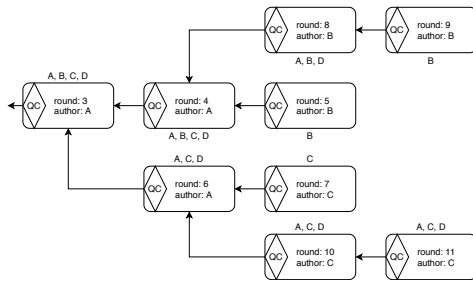 QC
round: 8
author: B
A, B, D
QC
round: 9
author: B
B
A, B, C, D
QC
round: 3
author: A
QC
round: 4
author: A
A, B, C, D
QC
round: 5
author: B
B
A, C, D
QC
round: 6
author: A
C
QC
round: 7
author: C
A, C, D
QC
round: 10
author: C
A, C, D
QC
round: 11
author: C